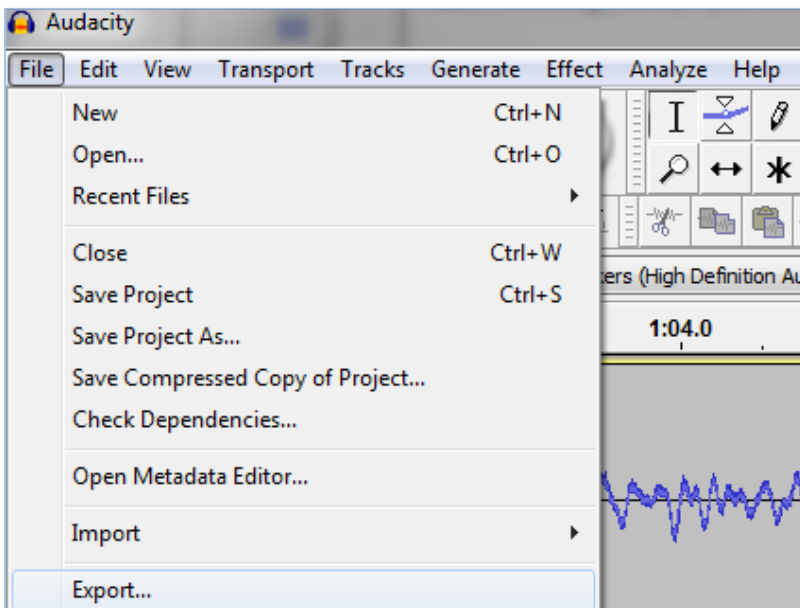 Audacity
File Edit View Transport Tracks Generate Effect Analyze Help
New Ctrl+N
Open... Ctrl+O
Recent Files
Close Ctrl+W
Save Project Ctrl+S
(High Definition
Save Project As...
1:04.0
Save Compressed Copy of Project...
Check Dependencies...
Open Metadata Editor...
Import
Export...